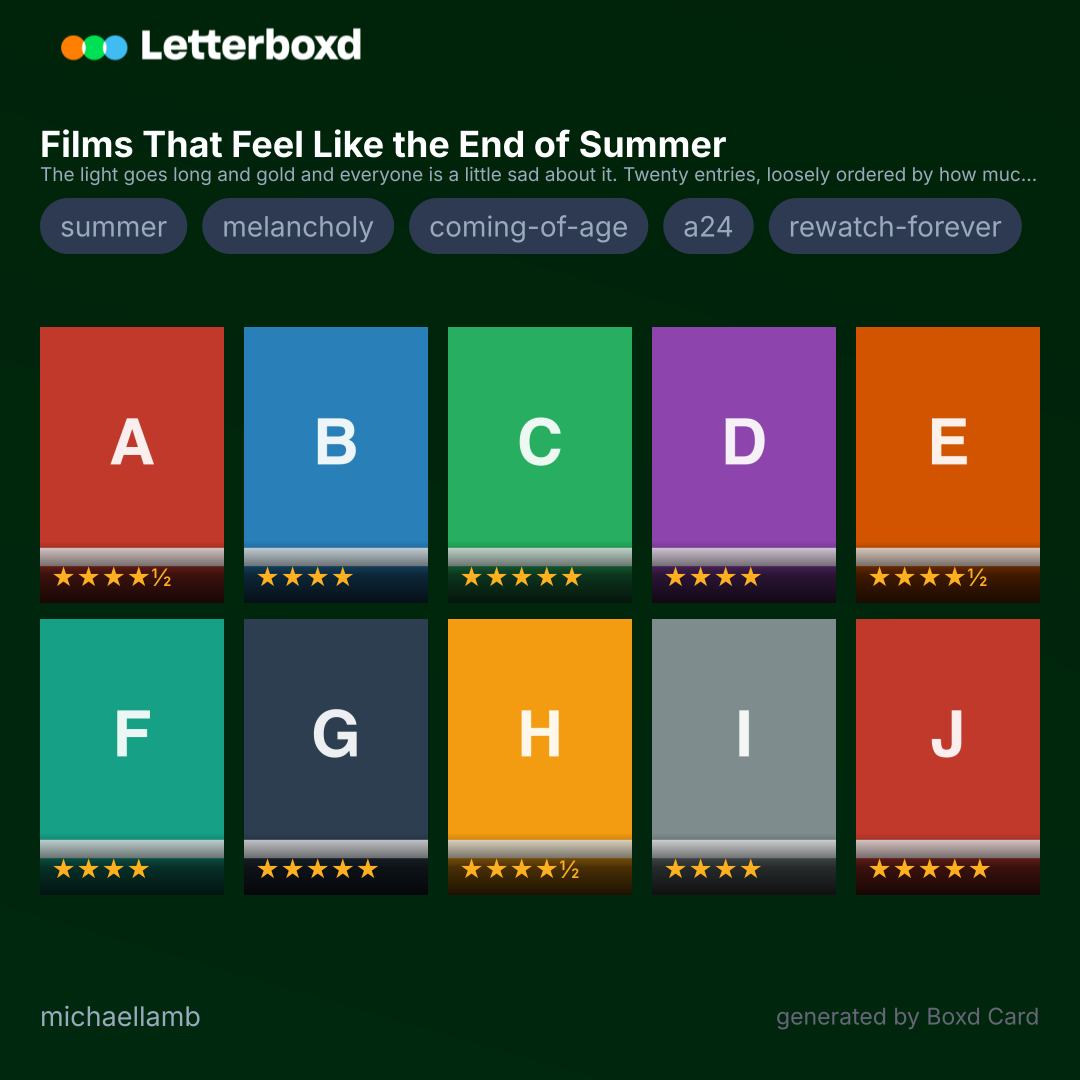 Letterboxd
Films That Feel Like the End of Summer
The light goes long and gold and everyone is a little sad about it. Twenty entries, loosely ordered by how muc...
summer melancholy coming-of-age a24 rewatch-forever
A B C D E
★★★★½ ★★★★ ★★★★★ ★★★★ ★★★★½
F G H I J
★★★★ ★★★★★ ★★★★½ ★★★★ ★★★★★
michaellamb generated by Boxd Card